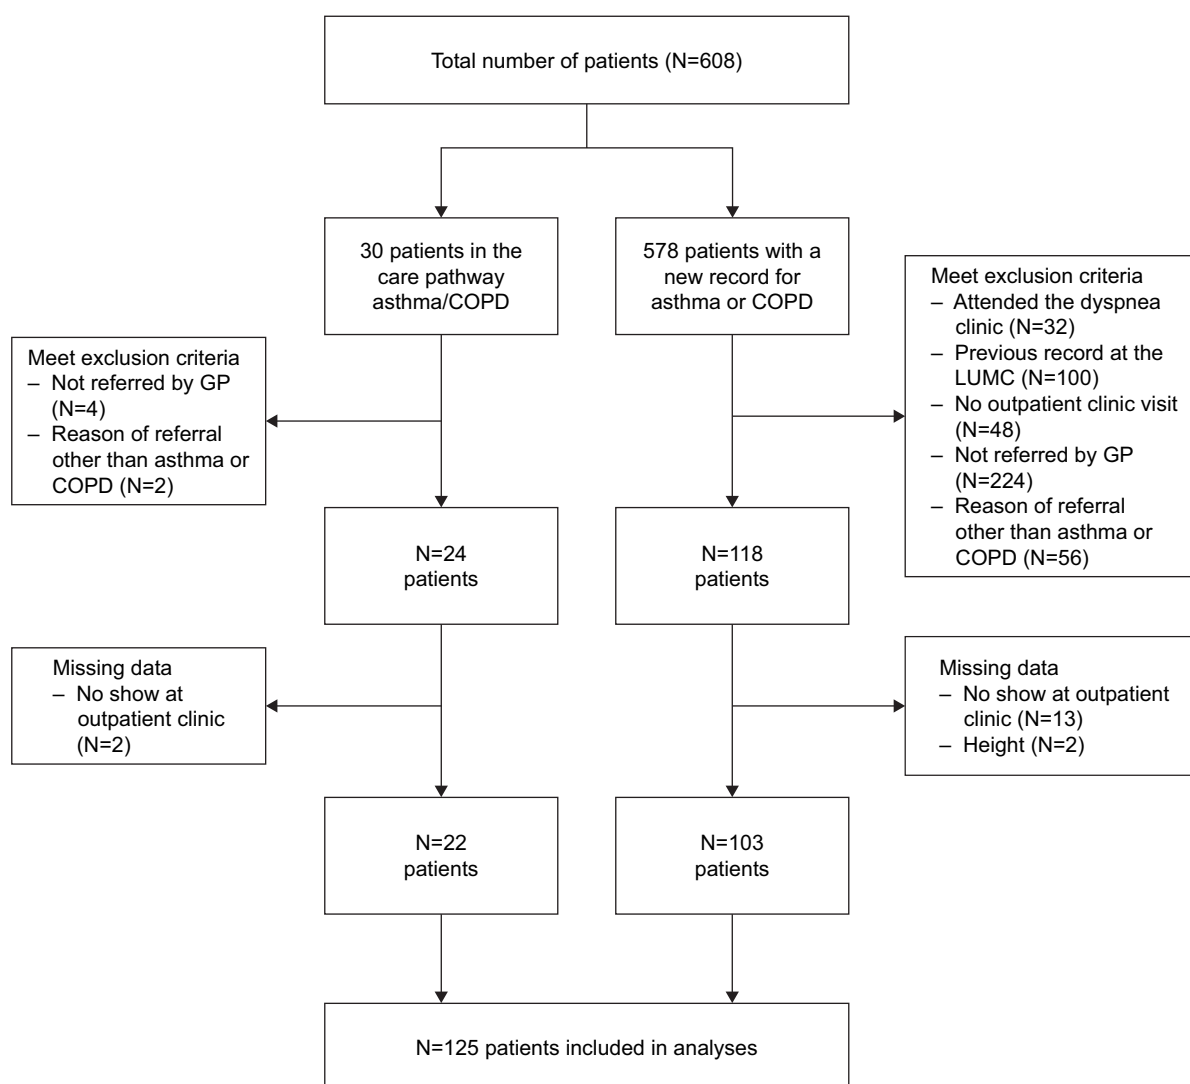 Total number of patients (N=608)
30 patients in the
care pathway
asthma/COPD
578 patients with a
new record for
asthma or COPD
Meet exclusion criteria
– Not referred by GP
(N=4)
– Reason of referral
other than asthma or
COPD (N=2)
Meet exclusion criteria
– Attended the dyspnea
clinic (N=32)
– Previous record at the
LUMC (N=100)
– No outpatient clinic visit
(N=48)
– Not referred by GP
(N=224)
– Reason of referral
other than asthma or
COPD (N=56)
N=24
patients
N=118
patients
Missing data
– No show at
outpatient clinic
(N=2)
Missing data
– No show at outpatient
clinic (N=13)
– Height (N=2)
N=22
patients
N=103
patients
N=125 patients included in analyses